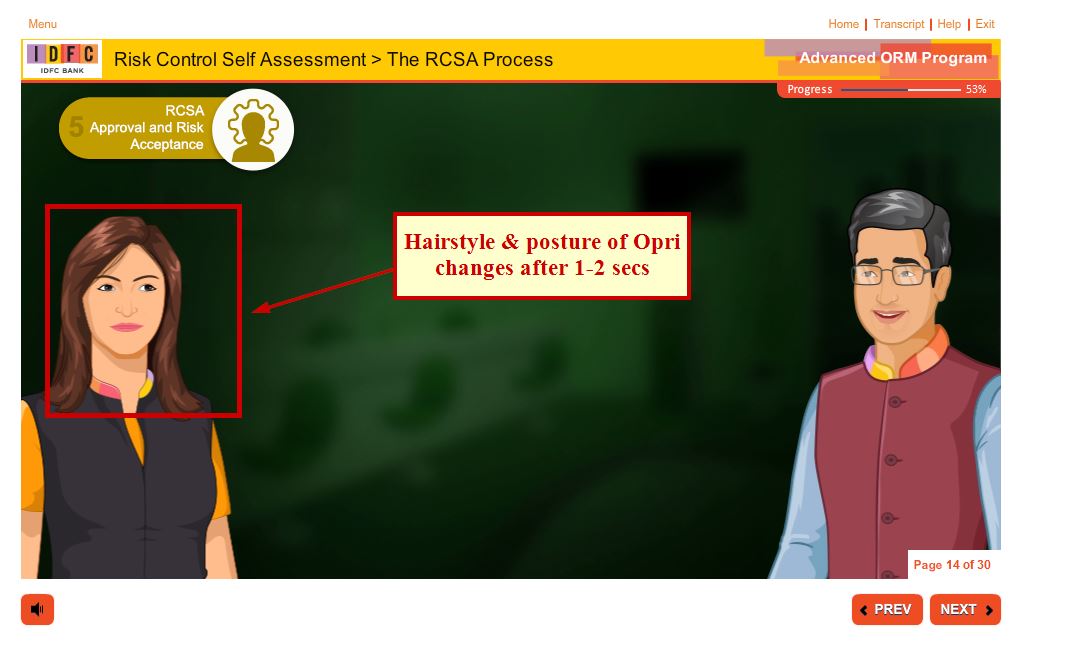 Menu
Home | Transcript | Help | Exit
IDFC
IDFC BANK
Risk Control Self Assessment > The RCSA Process
Advanced ORM Program
Progress 53%
5
RCSA
Approval and Risk
Acceptance
Hairstyle & posture of Opri
changes after 1-2 secs
Page 14 of 30
PREV
NEXT